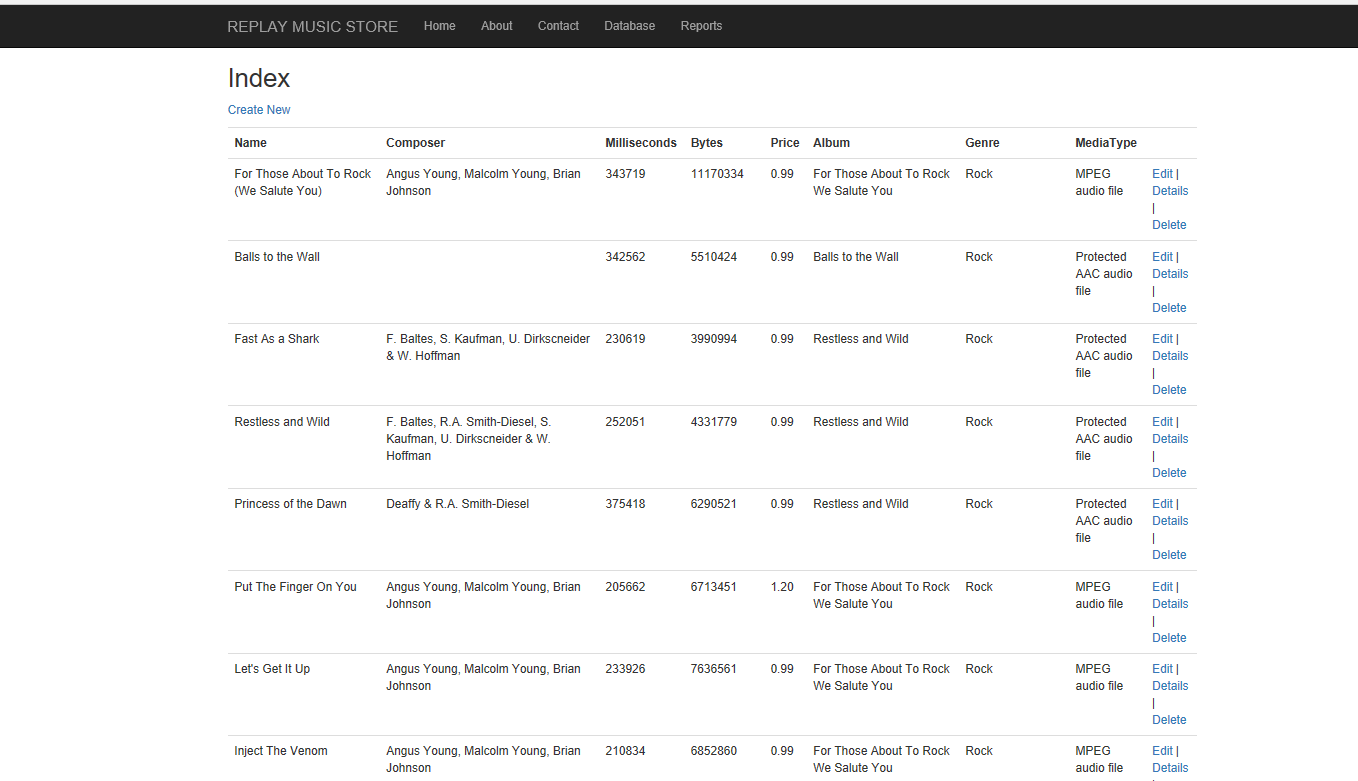 REPLAY MUSIC STORE Home About Contact Database Reports
Index
Create New
Name Composer Milliseconds Bytes Price Album Genre MediaType
For Those About To Rock Angus Young, Malcolm Young, Brian 343719 11170334 0.99 For Those About To Rock Rock MPEG Edit |
(We Salute You) Johnson We Salute You audio file Details
|
Delete
Balls to the Wall 342562 5510424 0.99 Balls to the Wall Rock Protected Edit |
AAC audio Details
file |
Delete
Fast As a Shark F. Baltes, S. Kaufman, U. Dirkscneider 230619 3990994 0.99 Restless and Wild Rock Protected Edit |
& W. Hoffman AAC audio Details
file |
Delete
Restless and Wild F. Baltes, R.A. Smith-Diesel, S. 252051 4331779 0.99 Restless and Wild Rock Protected Edit |
Kaufman, U. Dirkscneider & W. AAC audio Details
Hoffman file |
Delete
Princess of the Dawn Deaffy & R.A. Smith-Diesel 375418 6290521 0.99 Restless and Wild Rock Protected Edit |
AAC audio Details
file |
Delete
Put The Finger On You Angus Young, Malcolm Young, Brian 205662 6713451 1.20 For Those About To Rock Rock MPEG Edit |
Johnson We Salute You audio file Details
|
Delete
Let's Get It Up Angus Young, Malcolm Young, Brian 233926 7636561 0.99 For Those About To Rock Rock MPEG Edit |
Johnson We Salute You audio file Details
|
Delete
Inject The Venom Angus Young, Malcolm Young, Brian 210834 6852860 0.99 For Those About To Rock Rock MPEG Edit |
Johnson We Salute You audio file Details